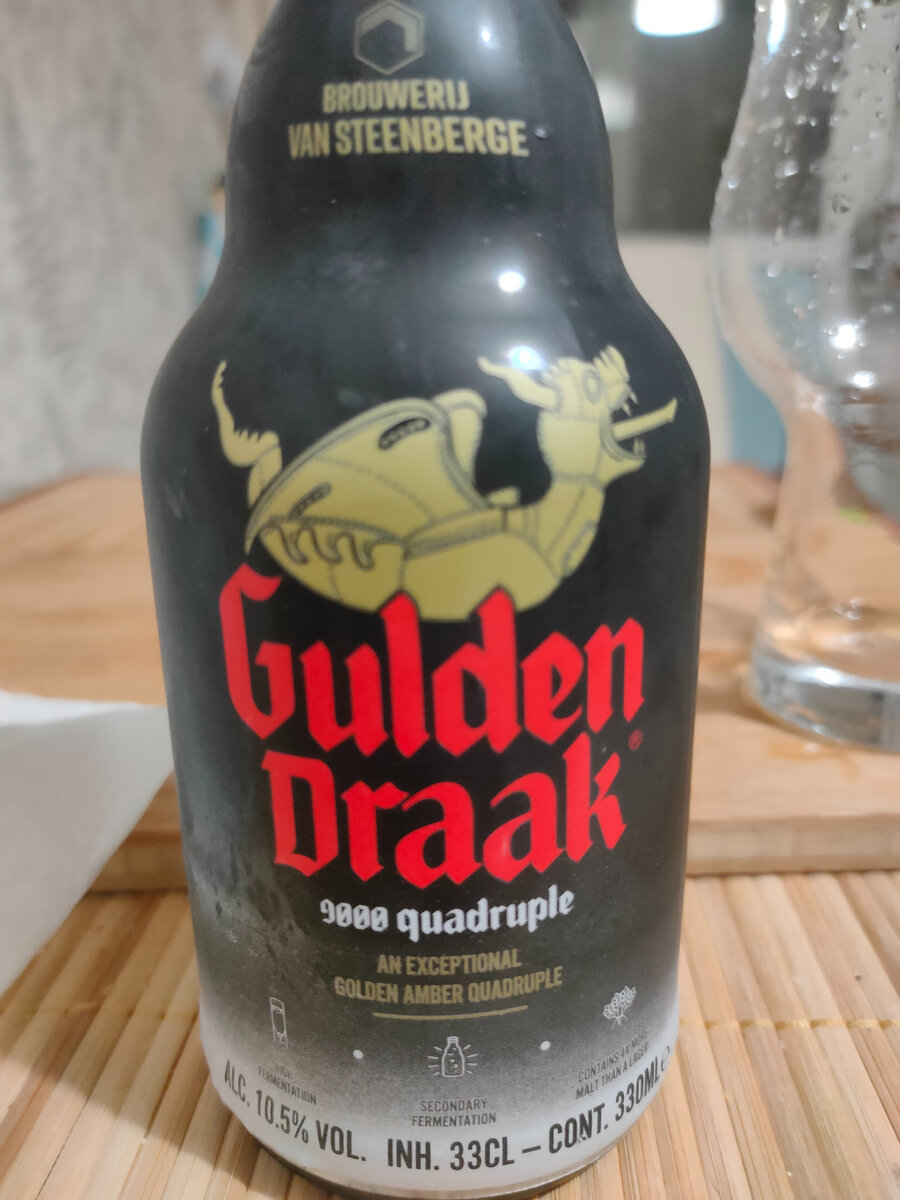 BROUWERIJ
VAN STEENBERGE
Gulden
Draak®
9000 quadruple
AN EXCEPTIONAL
GOLDEN AMBER QUADRUPLE
HIGH
FERMENTATION
SECONDARY
FERMENTATION
CONTAINS 4X MORE
MALT THAN A LAGER
ALC. 10.5% VOL. INH. 33CL – CONT. 330ML